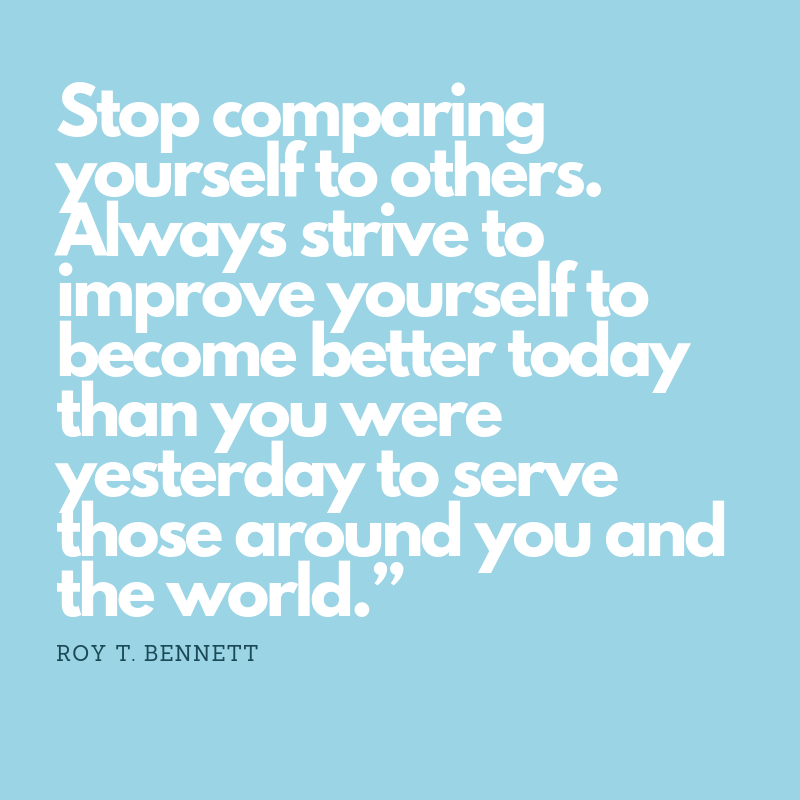 Stop comparing
yourself to others.
Always strive to
improve yourself to
become better today
than you were
yesterday to serve
those around you and
the world.”
ROY T. BENNETT